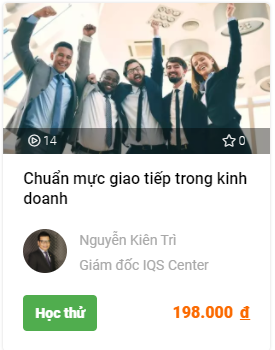 14
0
Chuẩn mực giao tiếp trong kinh
doanh
Nguyễn Kiên Trì
Giám đốc IQS Center
Học thử
198.000 đ